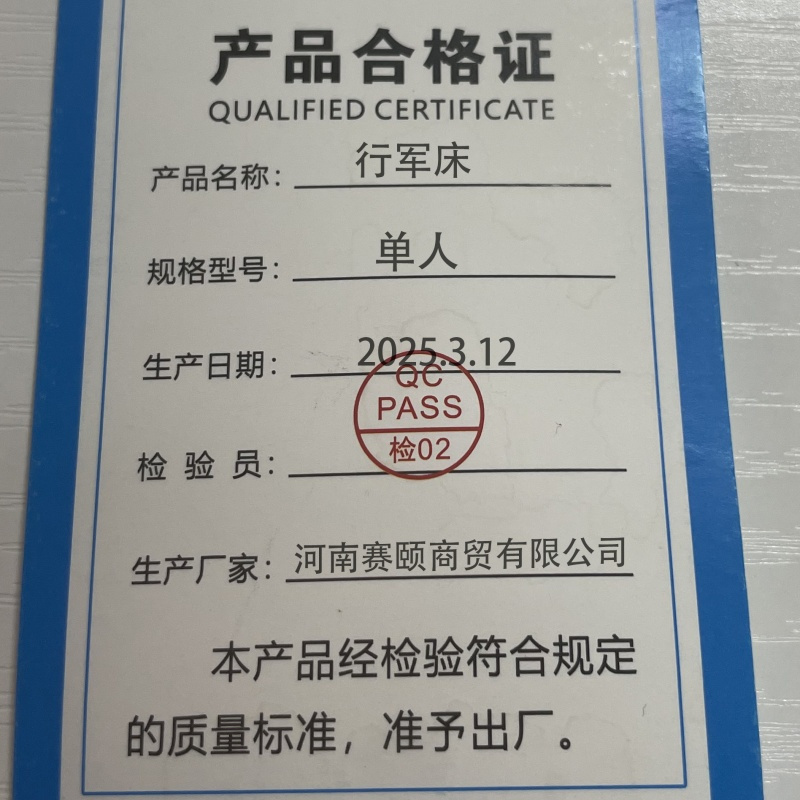 产品合格证
QUALIFIED CERTIFICATE
产品名称：行军床
规格型号：单人
生产日期：2025.3.12
QC
PASS
检02
检 验 员：
生产厂家：河南赛颐商贸有限公司
本产品经检验符合规定
的质量标准，准予出厂。